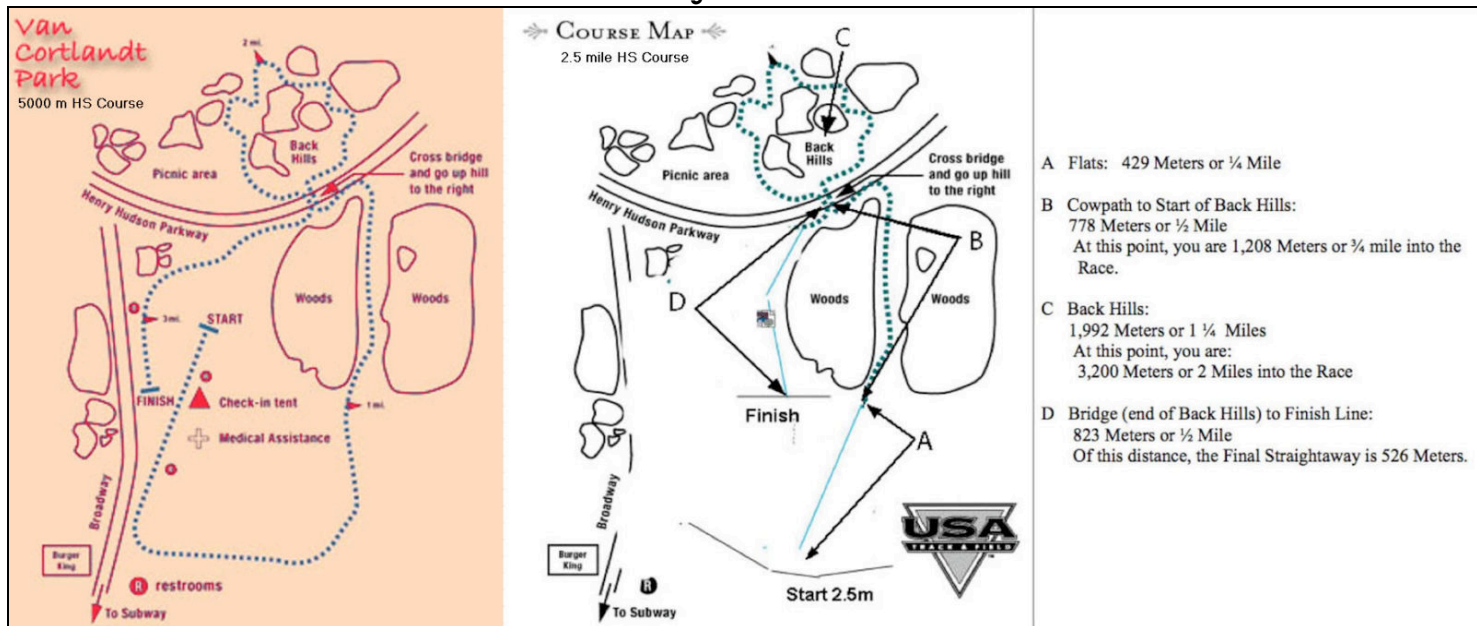 Van
Cortlandt
Park
5000 m HS Course
2 mi.
Back
Hills
Picnic area
Cross bridge
and go up hill
to the right
Henry Hudson Parkway
Woods
Woods
START
3 mi.
FINISH
Check-in tent
1 mi.
Medical Assistance
Broadway
Burger
King
R restrooms
To Subway
COURSE MAP
2.5 mile HS Course
C
Back
Hills
Picnic area
Cross bridge
and go up hill
to the right
Henry Hudson Parkway
B
D
Woods
Woods
Finish
A
Broadway
Burger
King
R
Start 2.5m
To Subway
USA
TRACK & FIELD
A Flats: 429 Meters or ¼ Mile
B Cowpath to Start of Back Hills:
778 Meters or ½ Mile
At this point, you are 1,208 Meters or ¾ mile into the
Race.
C Back Hills:
1,992 Meters or 1 ¼ Miles
At this point, you are:
3,200 Meters or 2 Miles into the Race
D Bridge (end of Back Hills) to Finish Line:
823 Meters or ½ Mile
Of this distance, the Final Straightaway is 526 Meters.